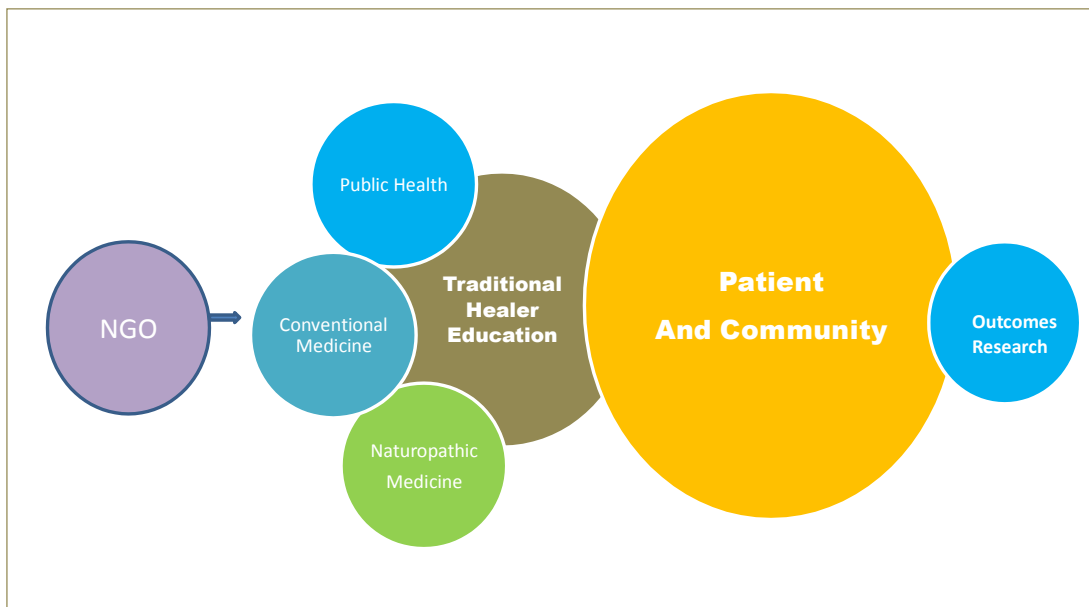 NGO
Public Health
Conventional
Medicine
Naturopathic
Medicine
Traditional
Healer
Education
Patient
And Community
Outcomes
Research